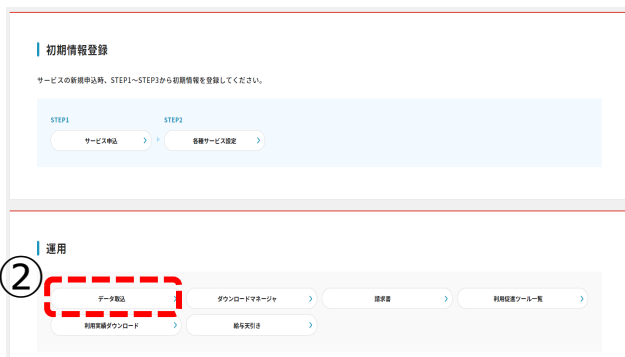 初期情報登録
サービスの新規申込時、STEP1～STEP3から初期情報を登録してください。
STEP1 STEP2
サービス申込 各種サービス設定
運用
②
データ取込 ダウンロードマネージャ 請求書 利用促進ツール一覧
利用実績ダウンロード 給与天引き